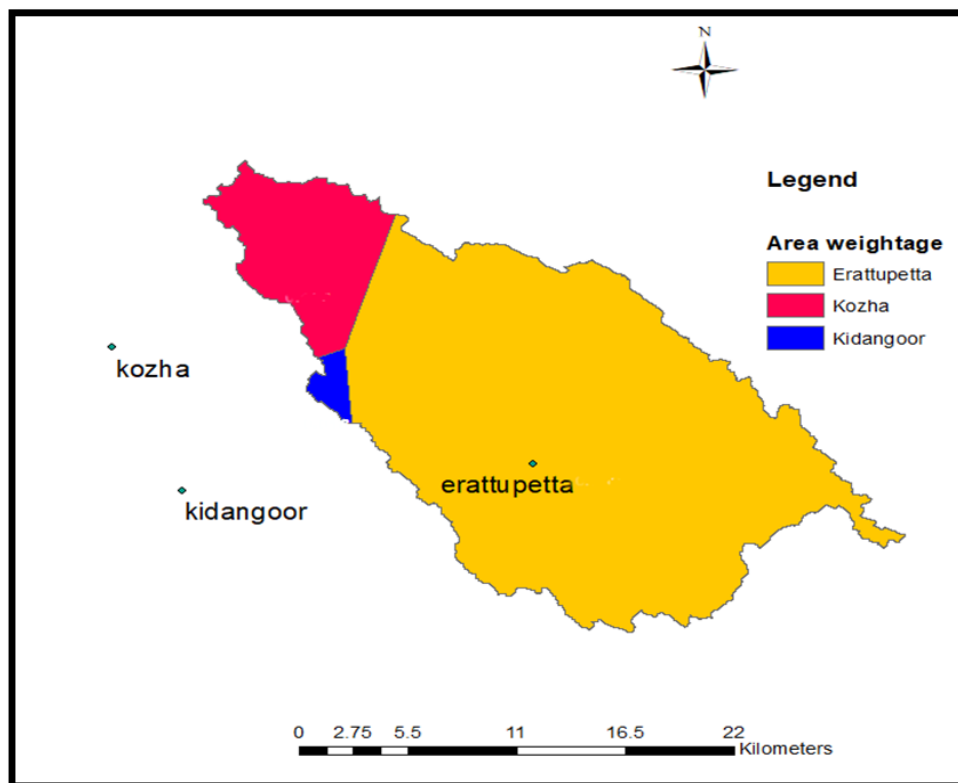 N
Legend
Area weightage
Erattupetta
Kozha
Kidangoor
kozha
erattupetta
kidangoor
0 2.75 5.5 11 16.5 22
Kilometers